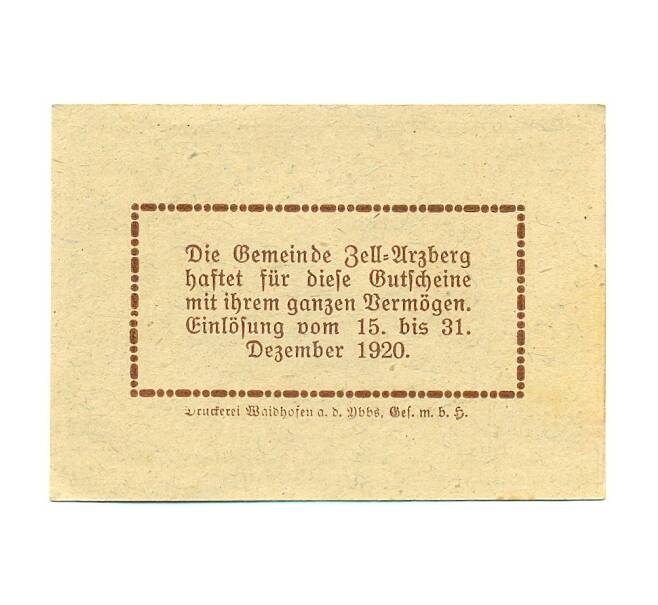 Die Gemeinde Zell-Arzberg
haftet für diese Gutscheine
mit ihrem ganzen Vermögen.
Einlösung vom 15. bis 31.
Dezember 1920.
Druckerei Waidhofen a. d. Ybbs, Ges. m. b. H.